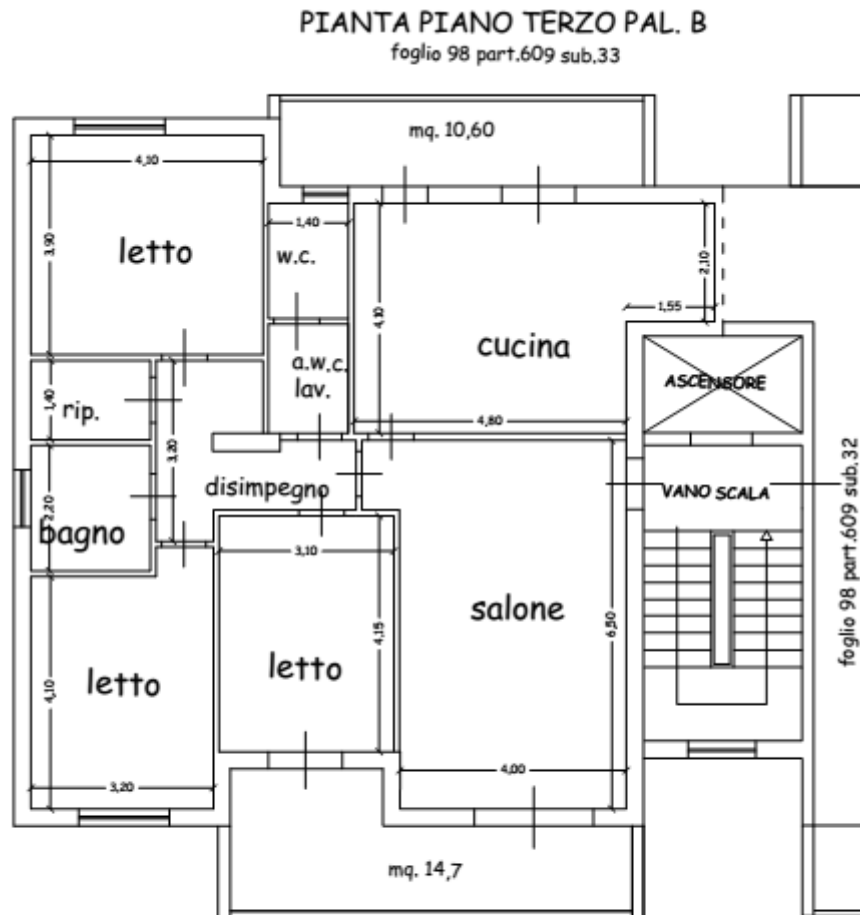 PIANTA PIANO TERZO PAL. B
foglio 98 part.609 sub.33
mq. 10,60
4,10
letto
3,90
1,40
w.c.
4,10
2,10
1,55
cucina
a.w.c.
lav.
ASCENSORE
rip.
1,40
3,20
4,80
disimpegno
VANO SCALA
foglio 98 part.609 sub.32
2,20
bagno
3,10
4,15
salone
6,50
letto
letto
4,10
3,20
4,00
mq. 14,7